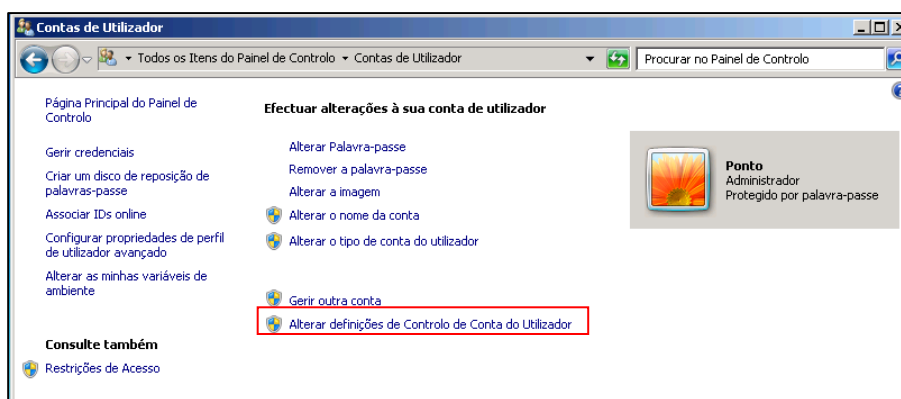 Contas de Utilizador
Todos os Itens do Painel de Controlo
Contas de Utilizador
Procurar no Painel de Controlo
Página Principal do Painel de
Controlo
Gerir credenciais
Criar um disco de reposição de
palavras-passe
Associar IDs online
Configurar propriedades de perfil
de utilizador avançado
Alterar as minhas variáveis de
ambiente
Consulte também
Restrições de Acesso
Efectuar alterações à sua conta de utilizador
Alterar Palavra-passe
Remover a palavra-passe
Alterar a imagem
Alterar o nome da conta
Alterar o tipo de conta do utilizador
Gerir outra conta
Alterar definições de Controlo de Conta do Utilizador
Ponto
Administrador
Protegido por palavra-passe